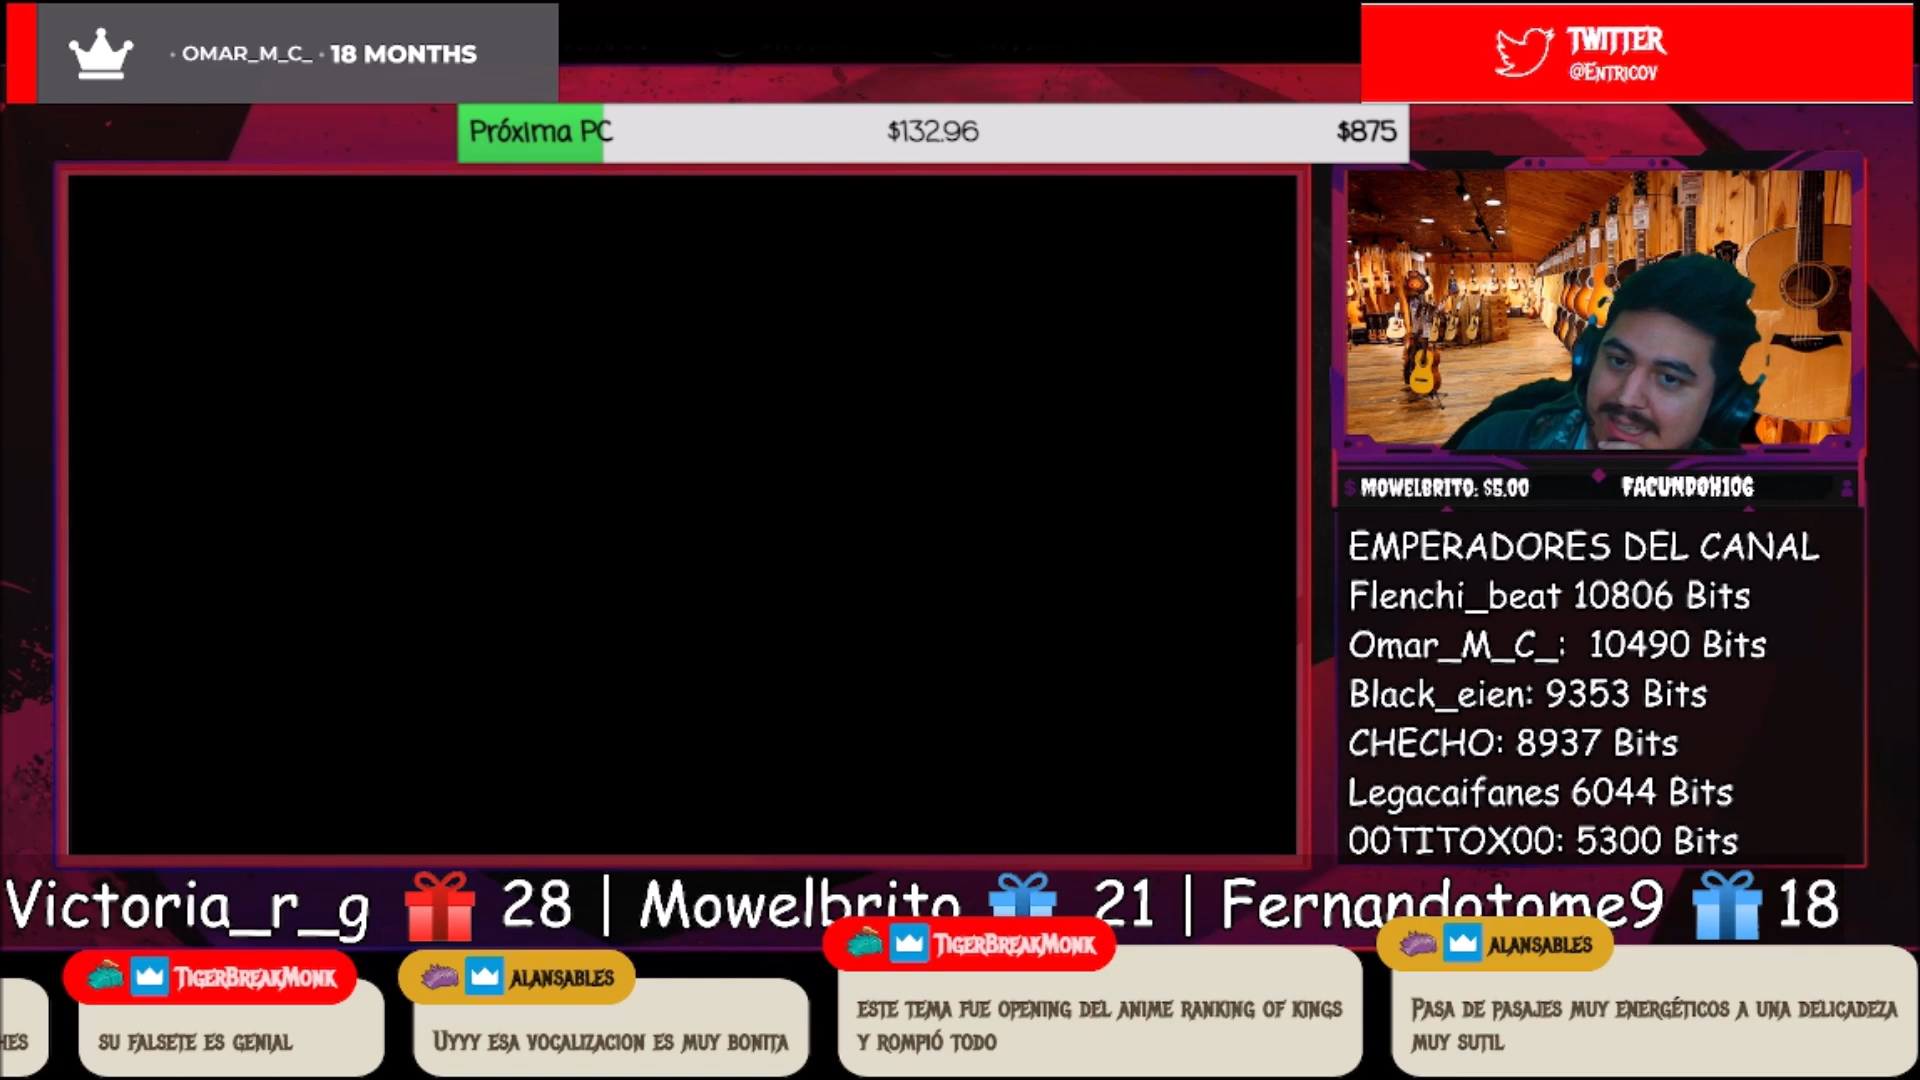 · OMAR_M_C_ · 18 MONTHS
TWITTER
@ENTRICOV
Próxima PC $132.96 $875
$ MOWELBRITO: $5.00 FACUNDOH10G
EMPERADORES DEL CANAL
Flenchi_beat 10806 Bits
Omar_M_C_: 10490 Bits
Black_eien: 9353 Bits
CHECHO: 8937 Bits
Legacaifanes 6044 Bits
00TITOX00: 5300 Bits
Victoria_r_g 28 | Mowelbrito 21 | Fernandotome9 18
TIGERBREAKMONK
SU FALSETE ES GENIAL
ALANSABLES
UYYY ESA VOCALIZACION ES MUY BONITA
TIGERBREAKMONK
ESTE TEMA FUE OPENING DEL ANIME RANKING OF KINGS
Y ROMPIÓ TODO
ALANSABLES
PASA DE PASAJES MUY ENERGÉTICOS A UNA DELICADEZA
MUY SUTIL